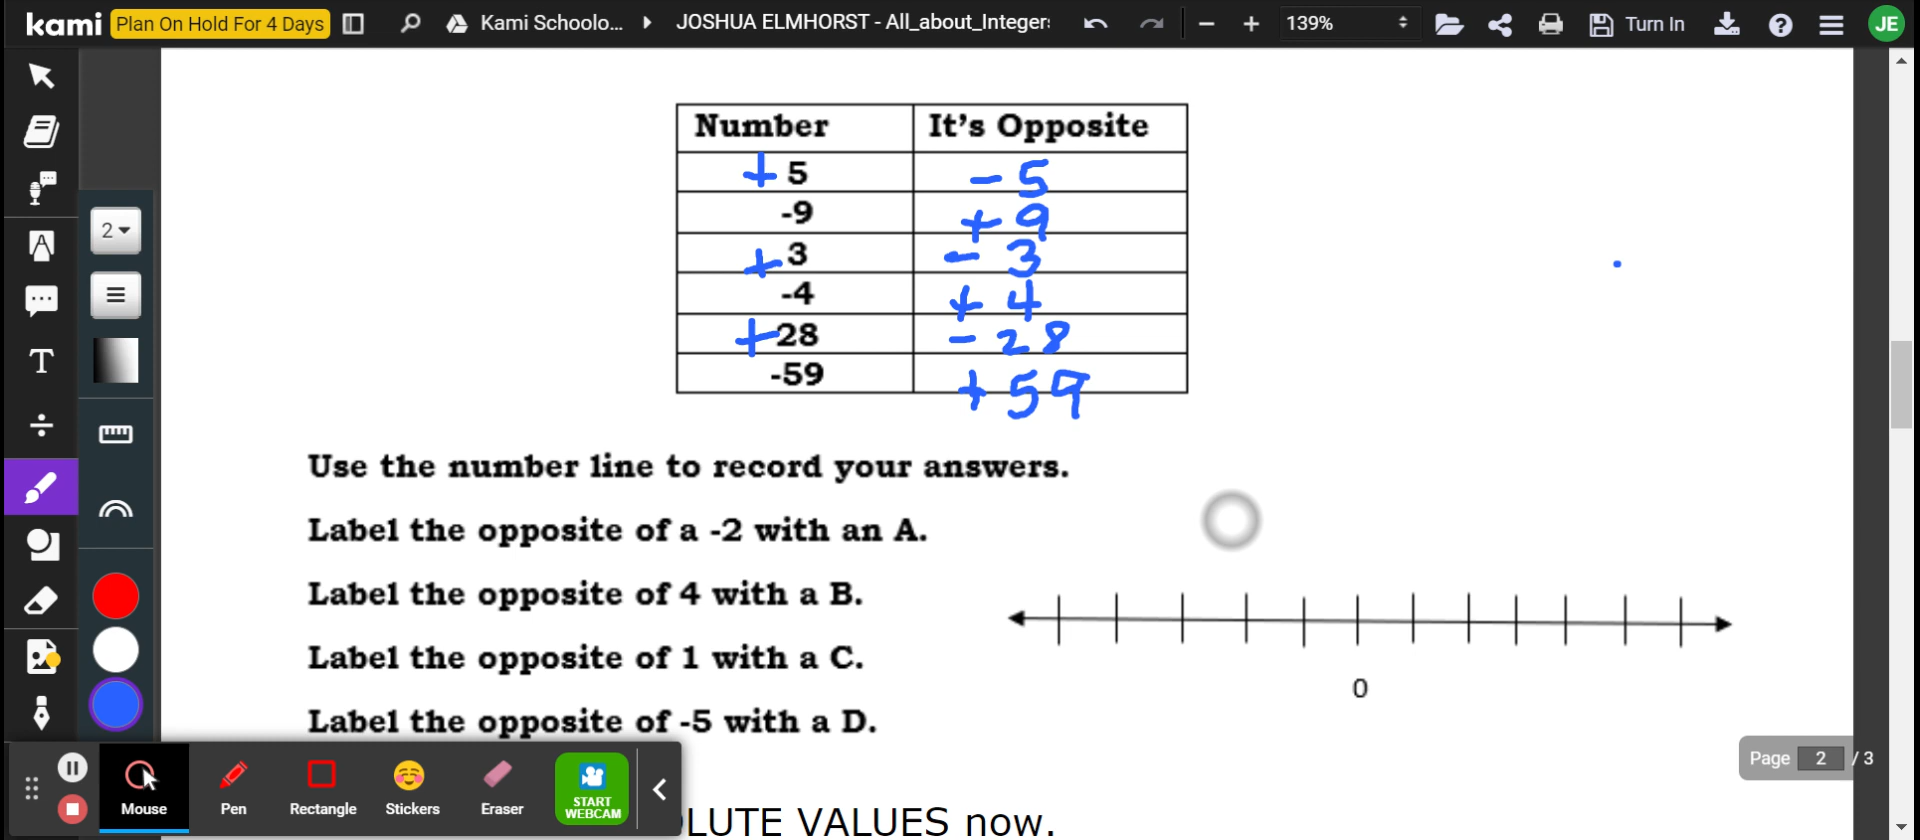 kami Plan On Hold For 4 Days Kami Schoolo... JOSHUA ELMHORST - All_about_Integer 139% Turn In JE
Number It's Opposite
+5 -5
-9 +9
+3 -3
-4 +4
+28 -28
-59 +59
2
T
Use the number line to record your answers.
Label the opposite of a -2 with an A.
Label the opposite of 4 with a B.
Label the opposite of 1 with a C.
0
Label the opposite of -5 with a D.
Page 2 / 3
Mouse Pen Rectangle Stickers Eraser START WEBCAM
LUTE VALUES now.